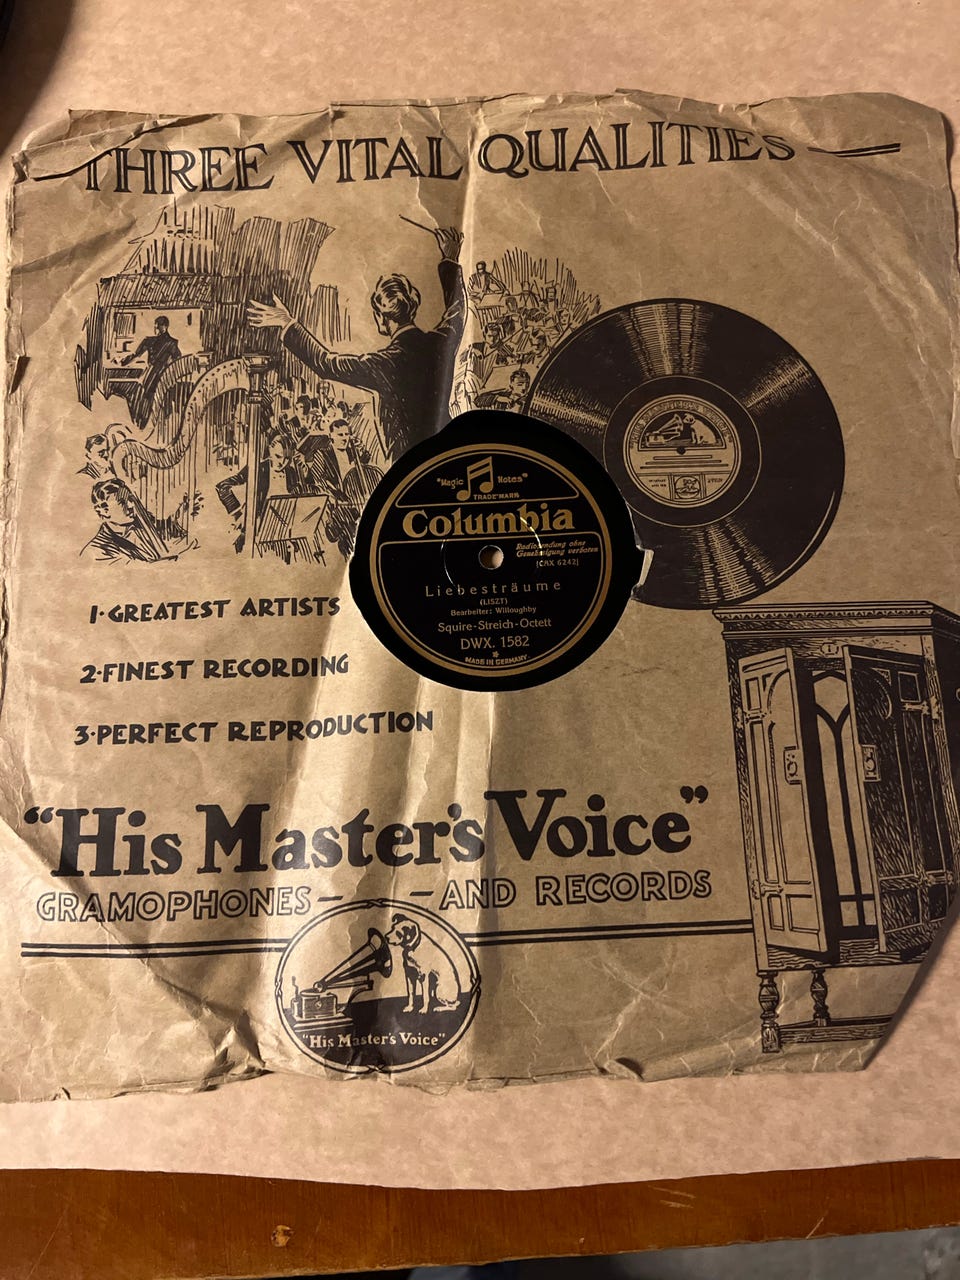 THREE VITAL QUALITIES
"Magic Notes"
TRADE MARK
Columbia
Radiosendung ohne
Genehmigung verboten
(CAX 6242)
Liebesträume
(LISZT)
Bearbeiter: Willoughby
Squire-Streich-Octett
DWX. 1582
MADE IN GERMANY
1·GREATEST ARTISTS
2·FINEST RECORDING
3·PERFECT REPRODUCTION
"His Master's Voice"
GRAMOPHONES— —AND RECORDS
"His Master's Voice"